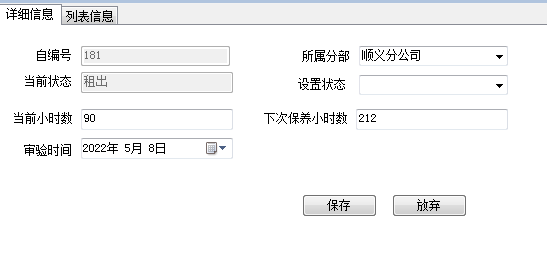 详细信息 列表信息
自编号 181 所属分部 顺义分公司
当前状态 租出 设置状态
当前小时数 90 下次保养小时数 212
审验时间 2022年 5月 8日
保存 放弃